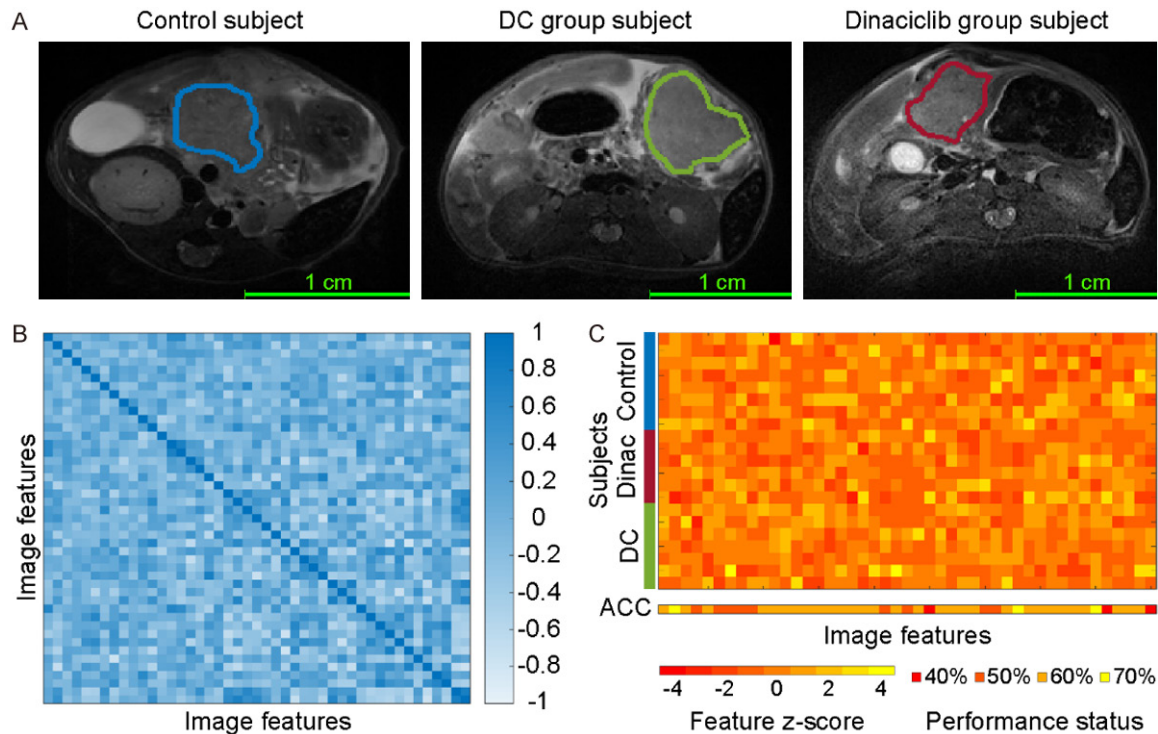 A
Control subject
DC group subject
Dinaciclib group subject
1 cm
1 cm
1 cm
B
Image features
Image features
1
0.8
0.6
0.4
0.2
0
-0.2
-0.4
-0.6
-0.8
-1
C
Subjects
Control
Dinac
DC
ACC
Image features
-4 -2 0 2 4
Feature z-score
40% 50% 60% 70%
Performance status